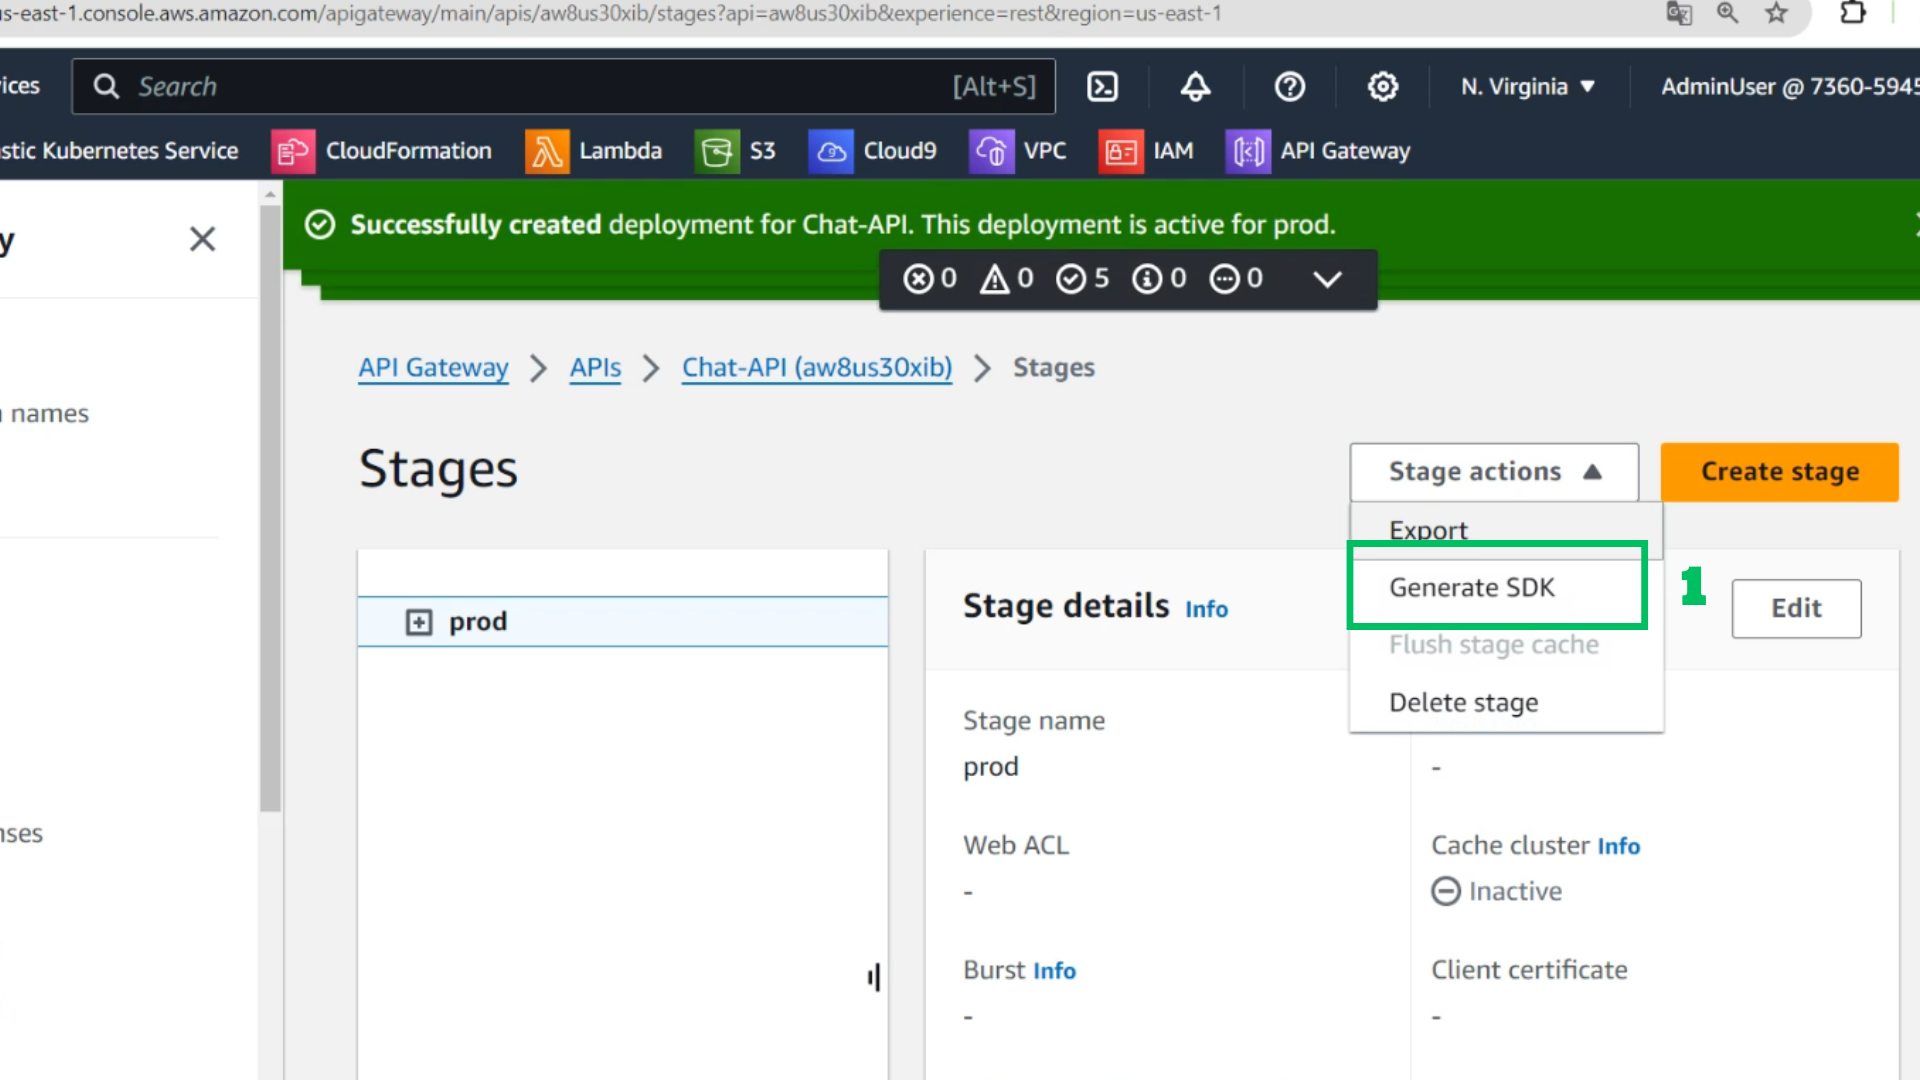 us-east-1.console.aws.amazon.com/apigateway/main/apis/aw8us30xib/stages?api=aw8us30xib&experience=rest&region=us-east-1
ices
Search
[Alt+S]
N. Virginia
AdminUser @ 7360-5945
stic Kubernetes Service
CloudFormation
Lambda
S3
Cloud9
VPC
IAM
API Gateway
y
Successfully created deployment for Chat-API. This deployment is active for prod.
0 0 5 0 0
API Gateway > APIs > Chat-API (aw8us30xib) > Stages
names
Stages
Stage actions
Create stage
Export
Generate SDK
1
Flush stage cache
Delete stage
prod
Stage details Info
Edit
Stage name
prod
-
nses
Web ACL
-
Cache cluster Info
Inactive
Burst Info
-
Client certificate
-